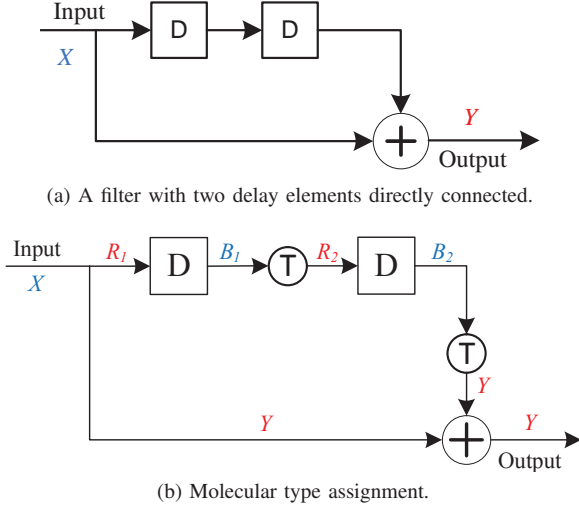 Input
X
D
D
Y
Output
(a) A filter with two delay elements directly connected.
Input
X
R1
D
B1
T
R2
D
B2
T
Y
Y
Y
Output
(b) Molecular type assignment.